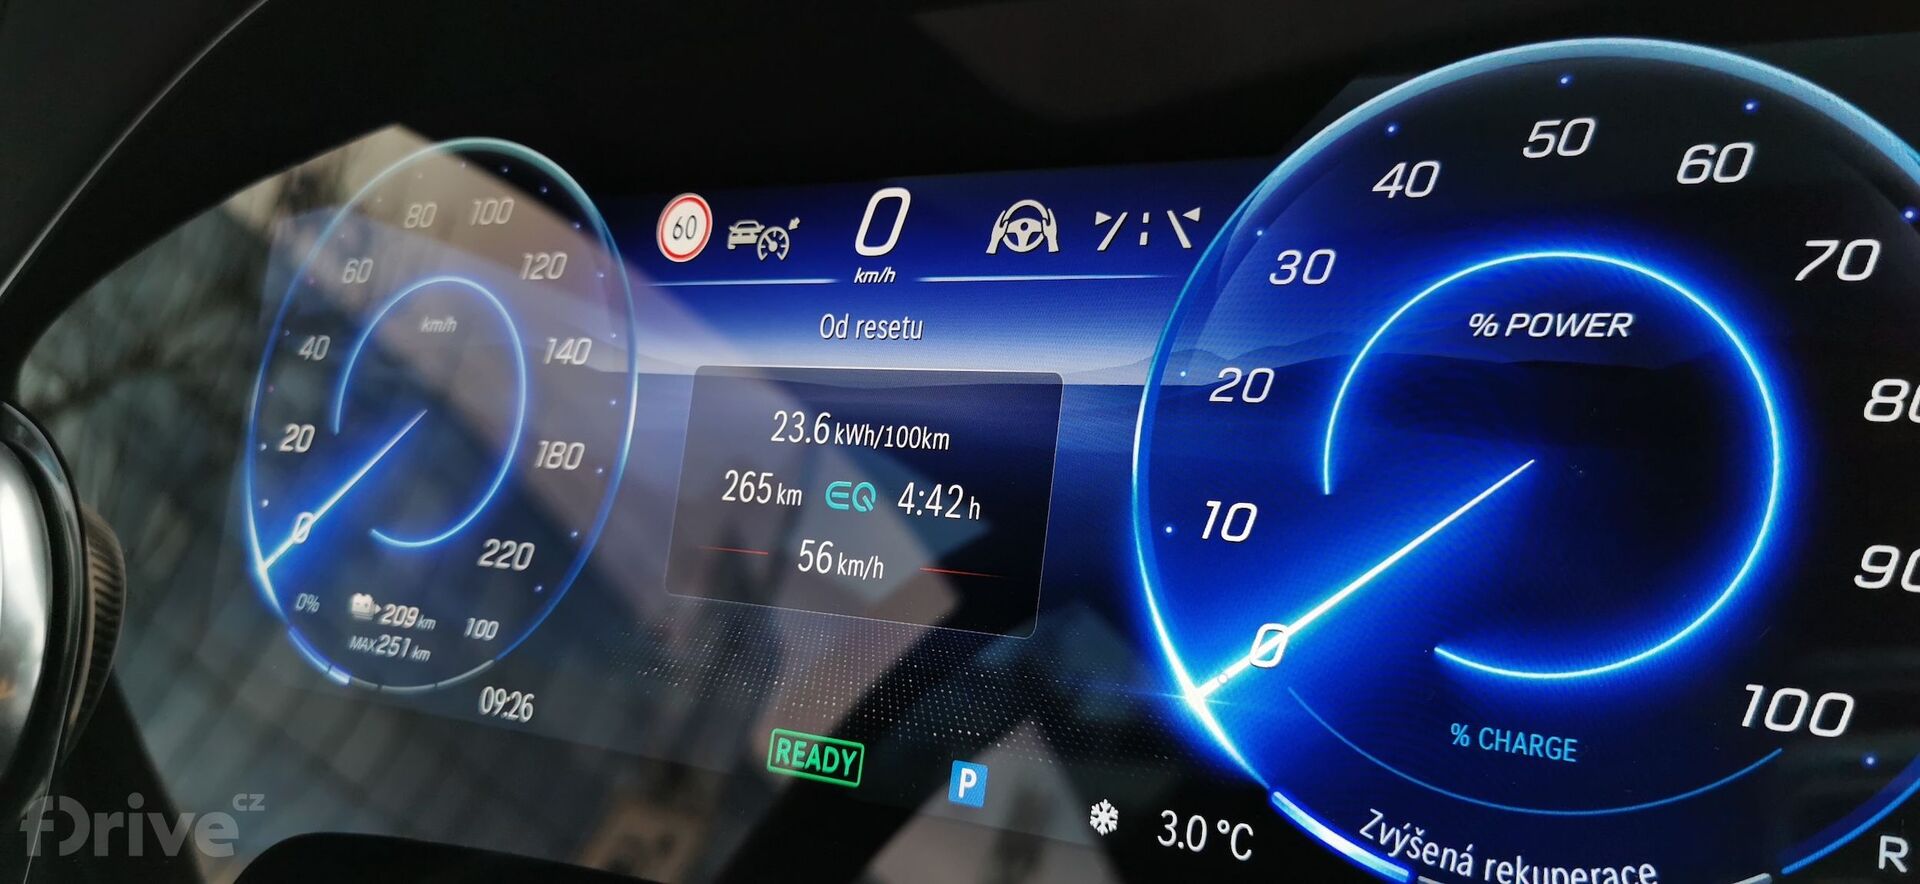 60
0
km/h
Od resetu
23.6 kWh/100km
265 km EQ 4:42 h
56 km/h
80 100
60 120
km/h
40 140
20 180
0 220
0% 209 km 100
MAX 251 km
09:26
READY
P
3.0 °C
50
40 60
30 70
% POWER
20 80
10 90
0
100
% CHARGE
Zvýšená rekuperace
R
fDrive CZ